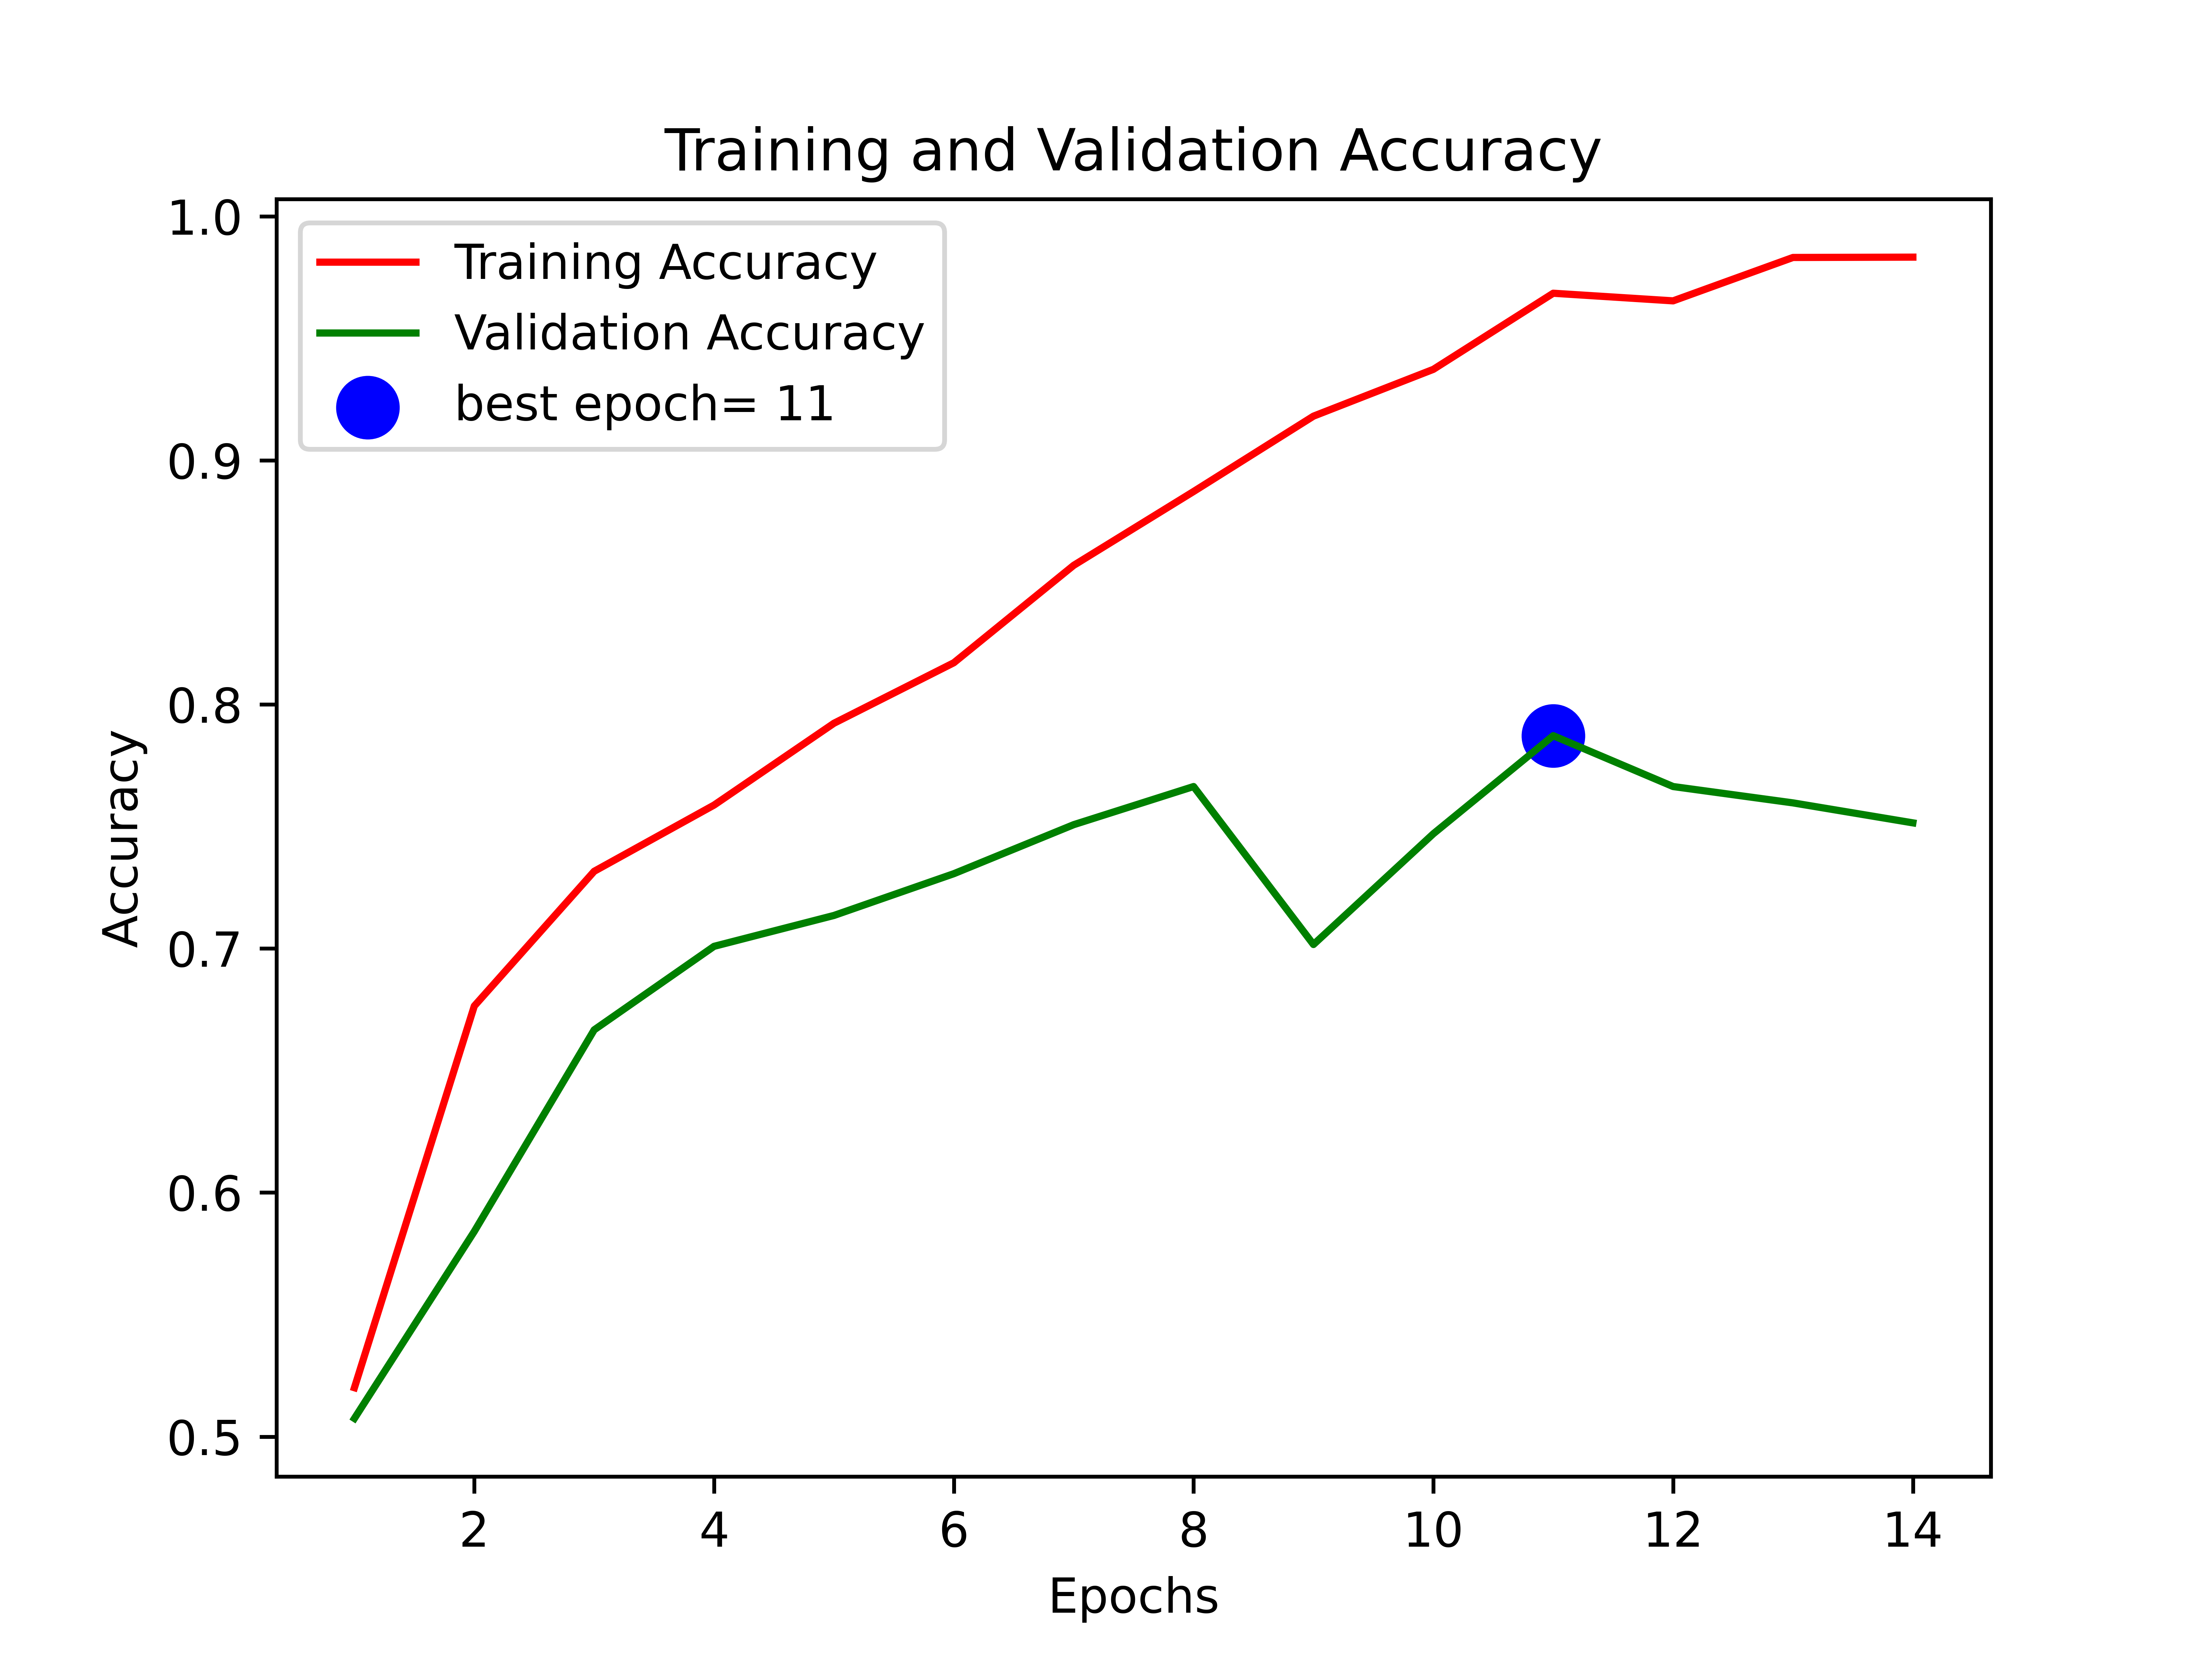 Training and Validation Accuracy
1.0
0.9
0.8
0.7
0.6
0.5
Accuracy
Training Accuracy
Validation Accuracy
best epoch= 11
2 4 6 8 10 12 14
Epochs